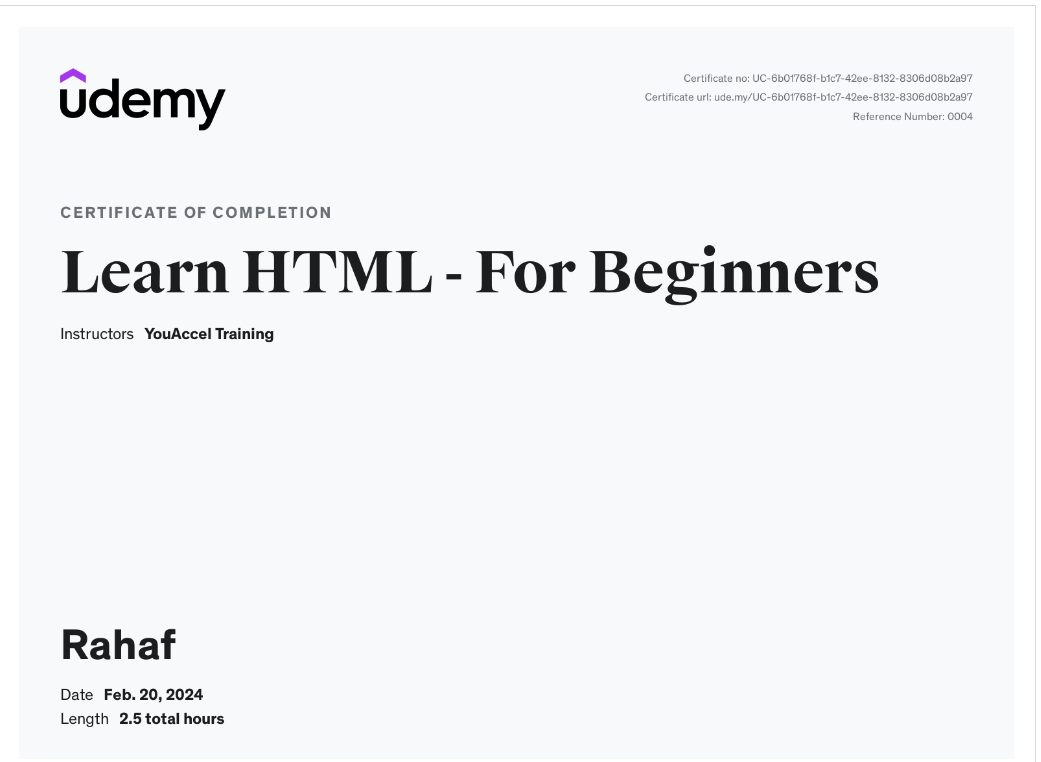 udemy
Certificate no: UC-6b01768f-b1c7-42ee-8132-8306d08b2a97
Certificate url: ude.my/UC-6b01768f-b1c7-42ee-8132-8306d08b2a97
Reference Number: 0004
CERTIFICATE OF COMPLETION
Learn HTML - For Beginners
Instructors YouAccel Training
Rahaf
Date Feb. 20, 2024
Length 2.5 total hours